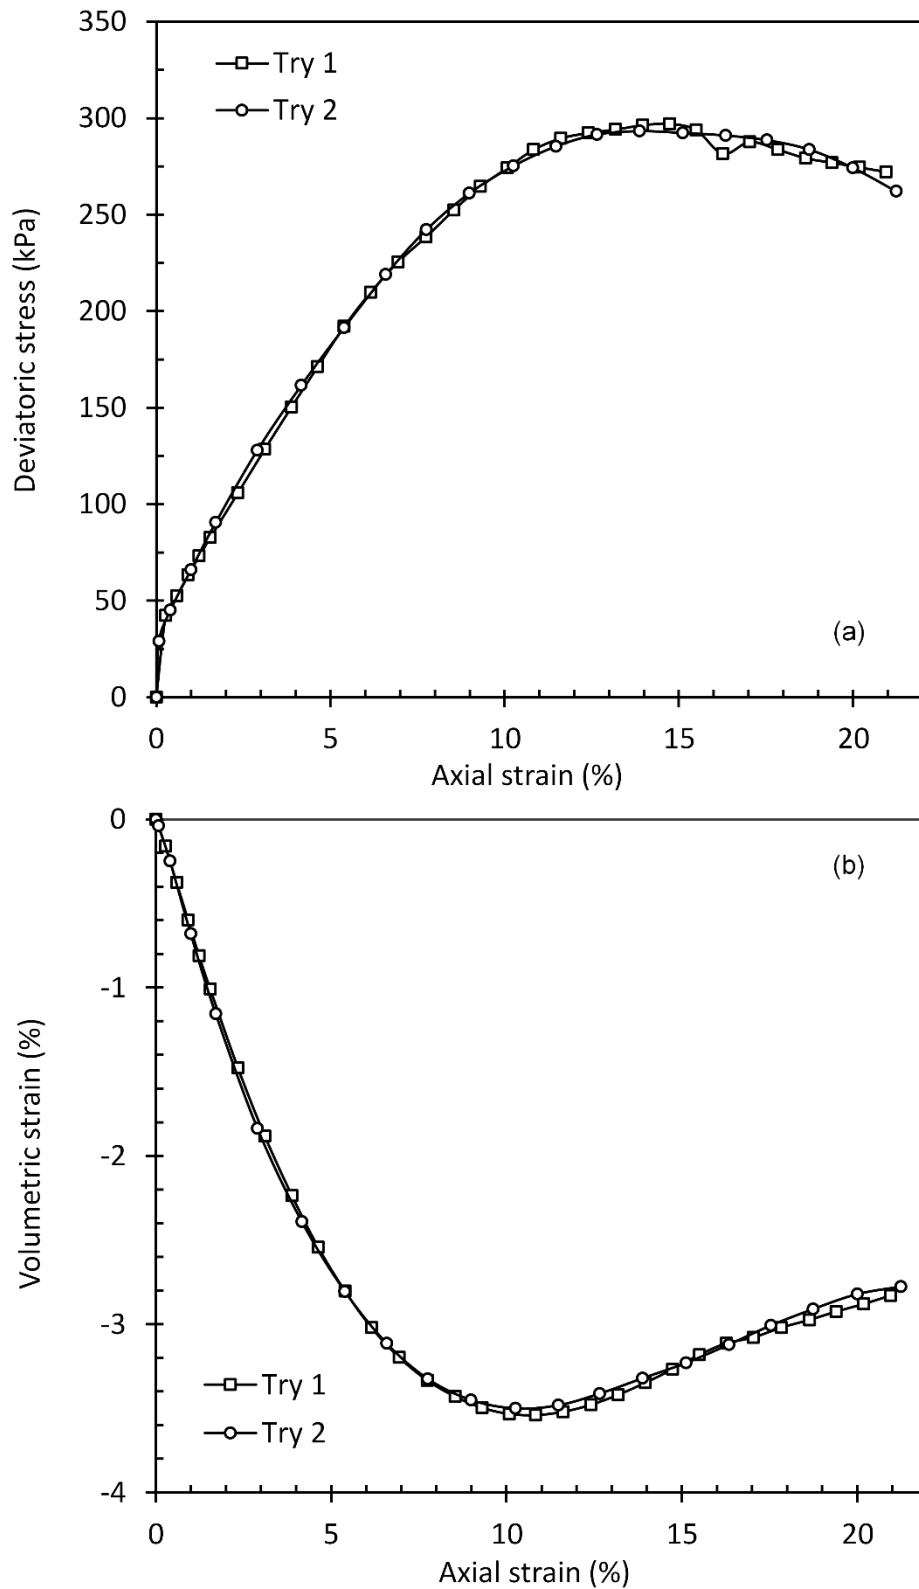 350
300
250
200
150
100
50
0
Deviatoric stress (kPa)
Try 1
Try 2
(a)
0 5 10 15 20
Axial strain (%)
0
-1
-2
-3
-4
Volumetric strain (%)
(b)
Try 1
Try 2
0 5 10 15 20
Axial strain (%)